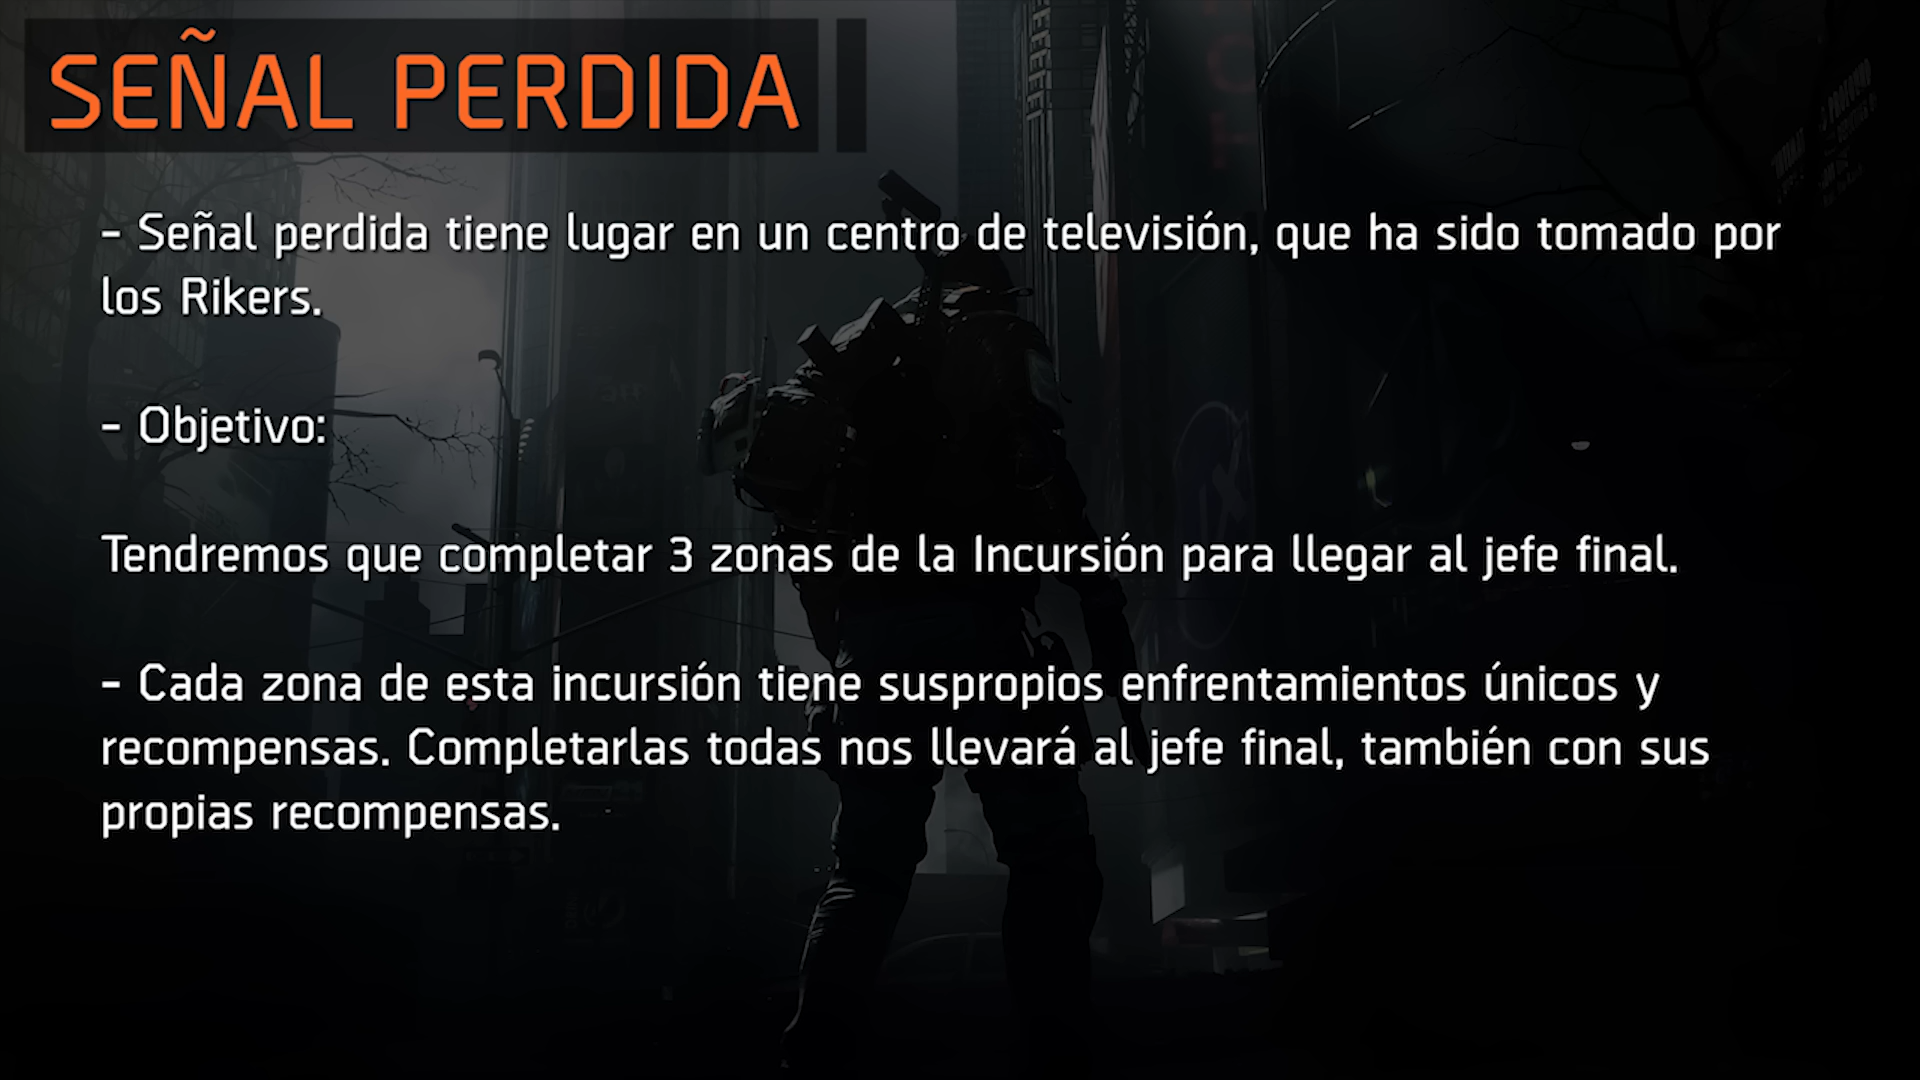 SEÑAL PERDIDA
- Señal perdida tiene lugar en un centro de televisión, que ha sido tomado por
los Rikers.
- Objetivo:
Tendremos que completar 3 zonas de la Incursión para llegar al jefe final.
- Cada zona de esta incursión tiene suspropios enfrentamientos únicos y
recompensas. Completarlas todas nos llevará al jefe final, también con sus
propias recompensas.